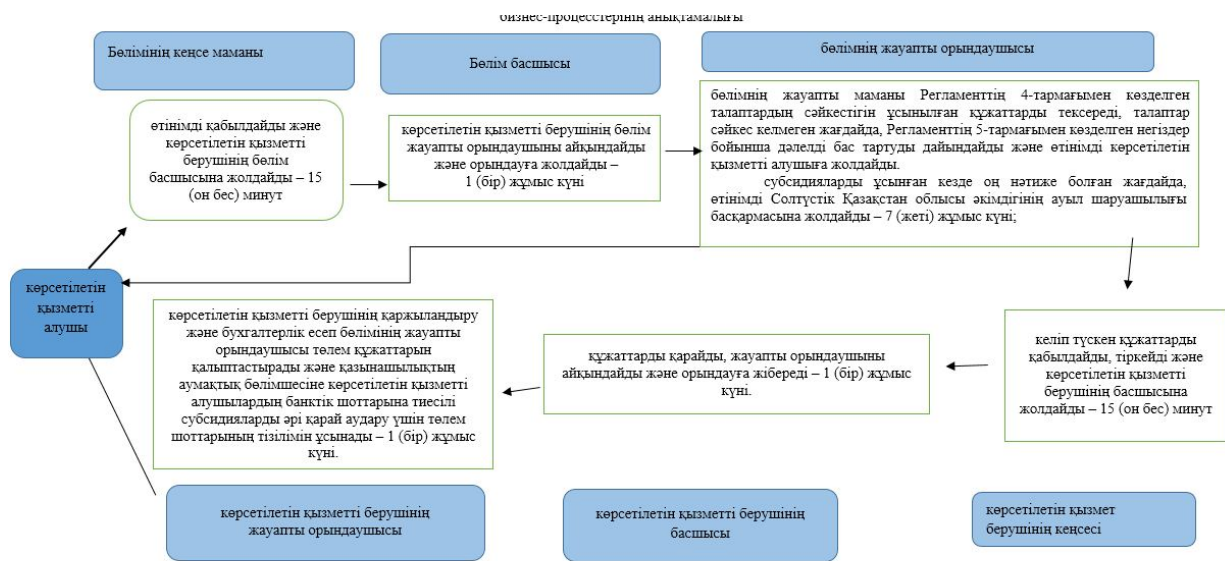 бизнес-процесстерінің анықтамалығы
Бөлімінің кеңсе маманы
Бөлім басшысы
бөлімнің жауапты орындаушысы
өтінімді қабылдайды және
көрсетілетін қызметті
берушінің бөлім
басшысына жолдайды – 15
(он бес) минут
көрсетілетін қызметті берушінің бөлім
жауапты орындаушыны айқындайды
және орындауға жолдайды –
1 (бір) жұмыс күні
бөлімнің жауапты маманы Регламенттің 4-тармағымен көзделген
талаптардың сәйкестігін ұсынылған құжаттарды тексереді, талаптар
сәйкес келмеген жағдайда, Регламенттің 5-тармағымен көзделген негіздер
бойынша дәлелді бас тартуды дайындайды және өтінімді көрсетілетін
қызметті алушыға жолдайды.
субсидияларды ұсынған кезде оң нәтиже болған жағдайда,
өтінімді Солтүстік Қазақстан облысы әкімдігінің ауыл шаруашылығы
басқармасына жолдайды – 7 (жеті) жұмыс күні;
көрсетілетін
қызметті
алушы
көрсетілетін қызметті берушінің қаржыландыру
және бухгалтерлік есеп бөлімінің жауапты
орындаушысы төлем құжаттарын
қалыптастырады және қазынашылықтың
аумақтық бөлімшесіне көрсетілетін қызметті
алушылардың банктік шоттарына тиесілі
субсидияларды әрі қарай аудару үшін төлем
шоттарының тізілімін ұсынады – 1 (бір) жұмыс
күні.
құжаттарды қарайды, жауапты орындаушыны
айқындайды және орындауға жібереді – 1 (бір) жұмыс
күні.
келіп түскен құжаттарды
қабылдайды, тіркейді және
көрсетілетін қызметті
берушінің басшысына
жолдайды – 15 (он бес) минут
көрсетілетін қызметті берушінің
жауапты орындаушысы
көрсетілетін қызметті берушінің
басшысы
көрсетілетін қызмет
берушінің кеңсесі